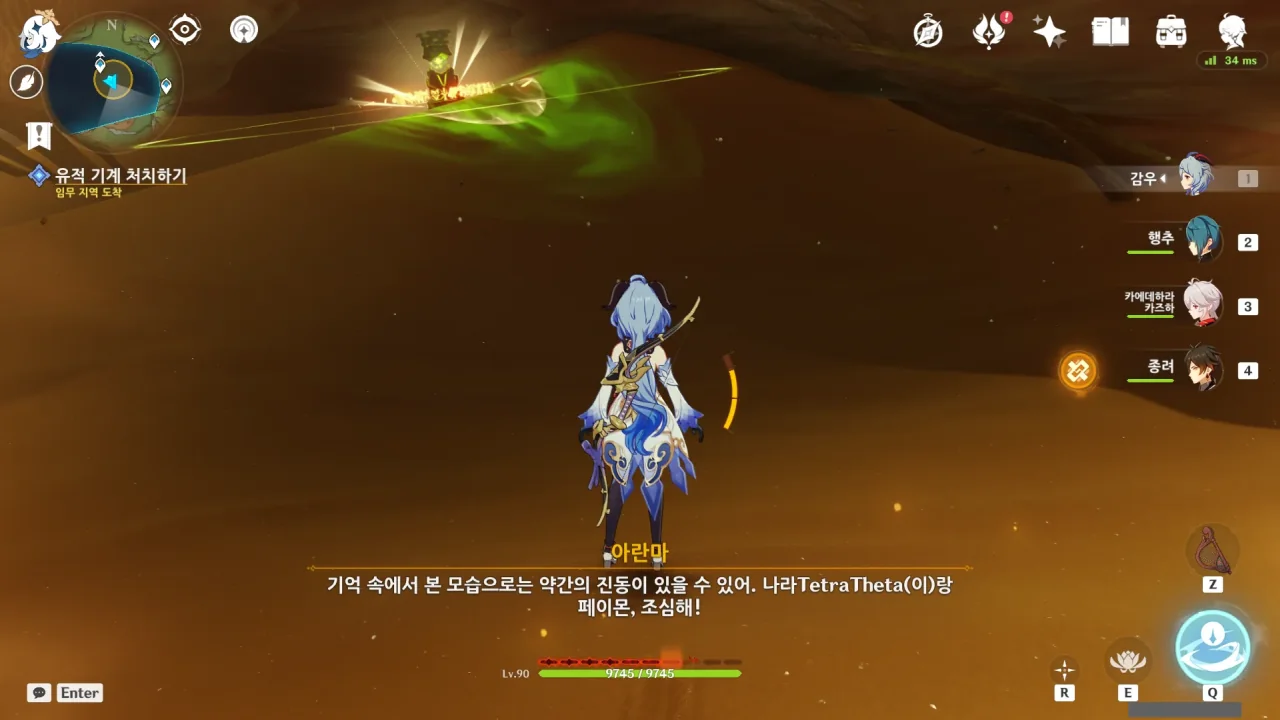 N
34 ms
유적 기계 처치하기
임무 지역 도착
감우
1
행추
2
카에데하라
카즈하
3
종려
4
아란마
기억 속에서 본 모습으로는 약간의 진동이 있을 수 있어. 나라TetraTheta(이)랑
페이몬, 조심해!
Z
Lv.90
9745 / 9745
R
E
Q
Enter